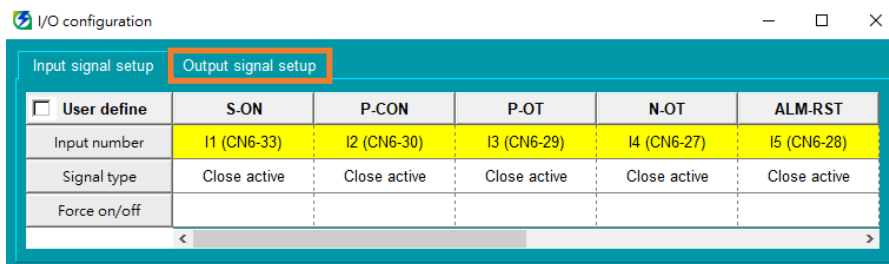 I/O configuration
Input signal setup Output signal setup
User define S-ON P-CON P-OT N-OT ALM-RST
Input number I1 (CN6-33) I2 (CN6-30) I3 (CN6-29) I4 (CN6-27) I5 (CN6-28)
Signal type Close active Close active Close active Close active Close active
Force on/off